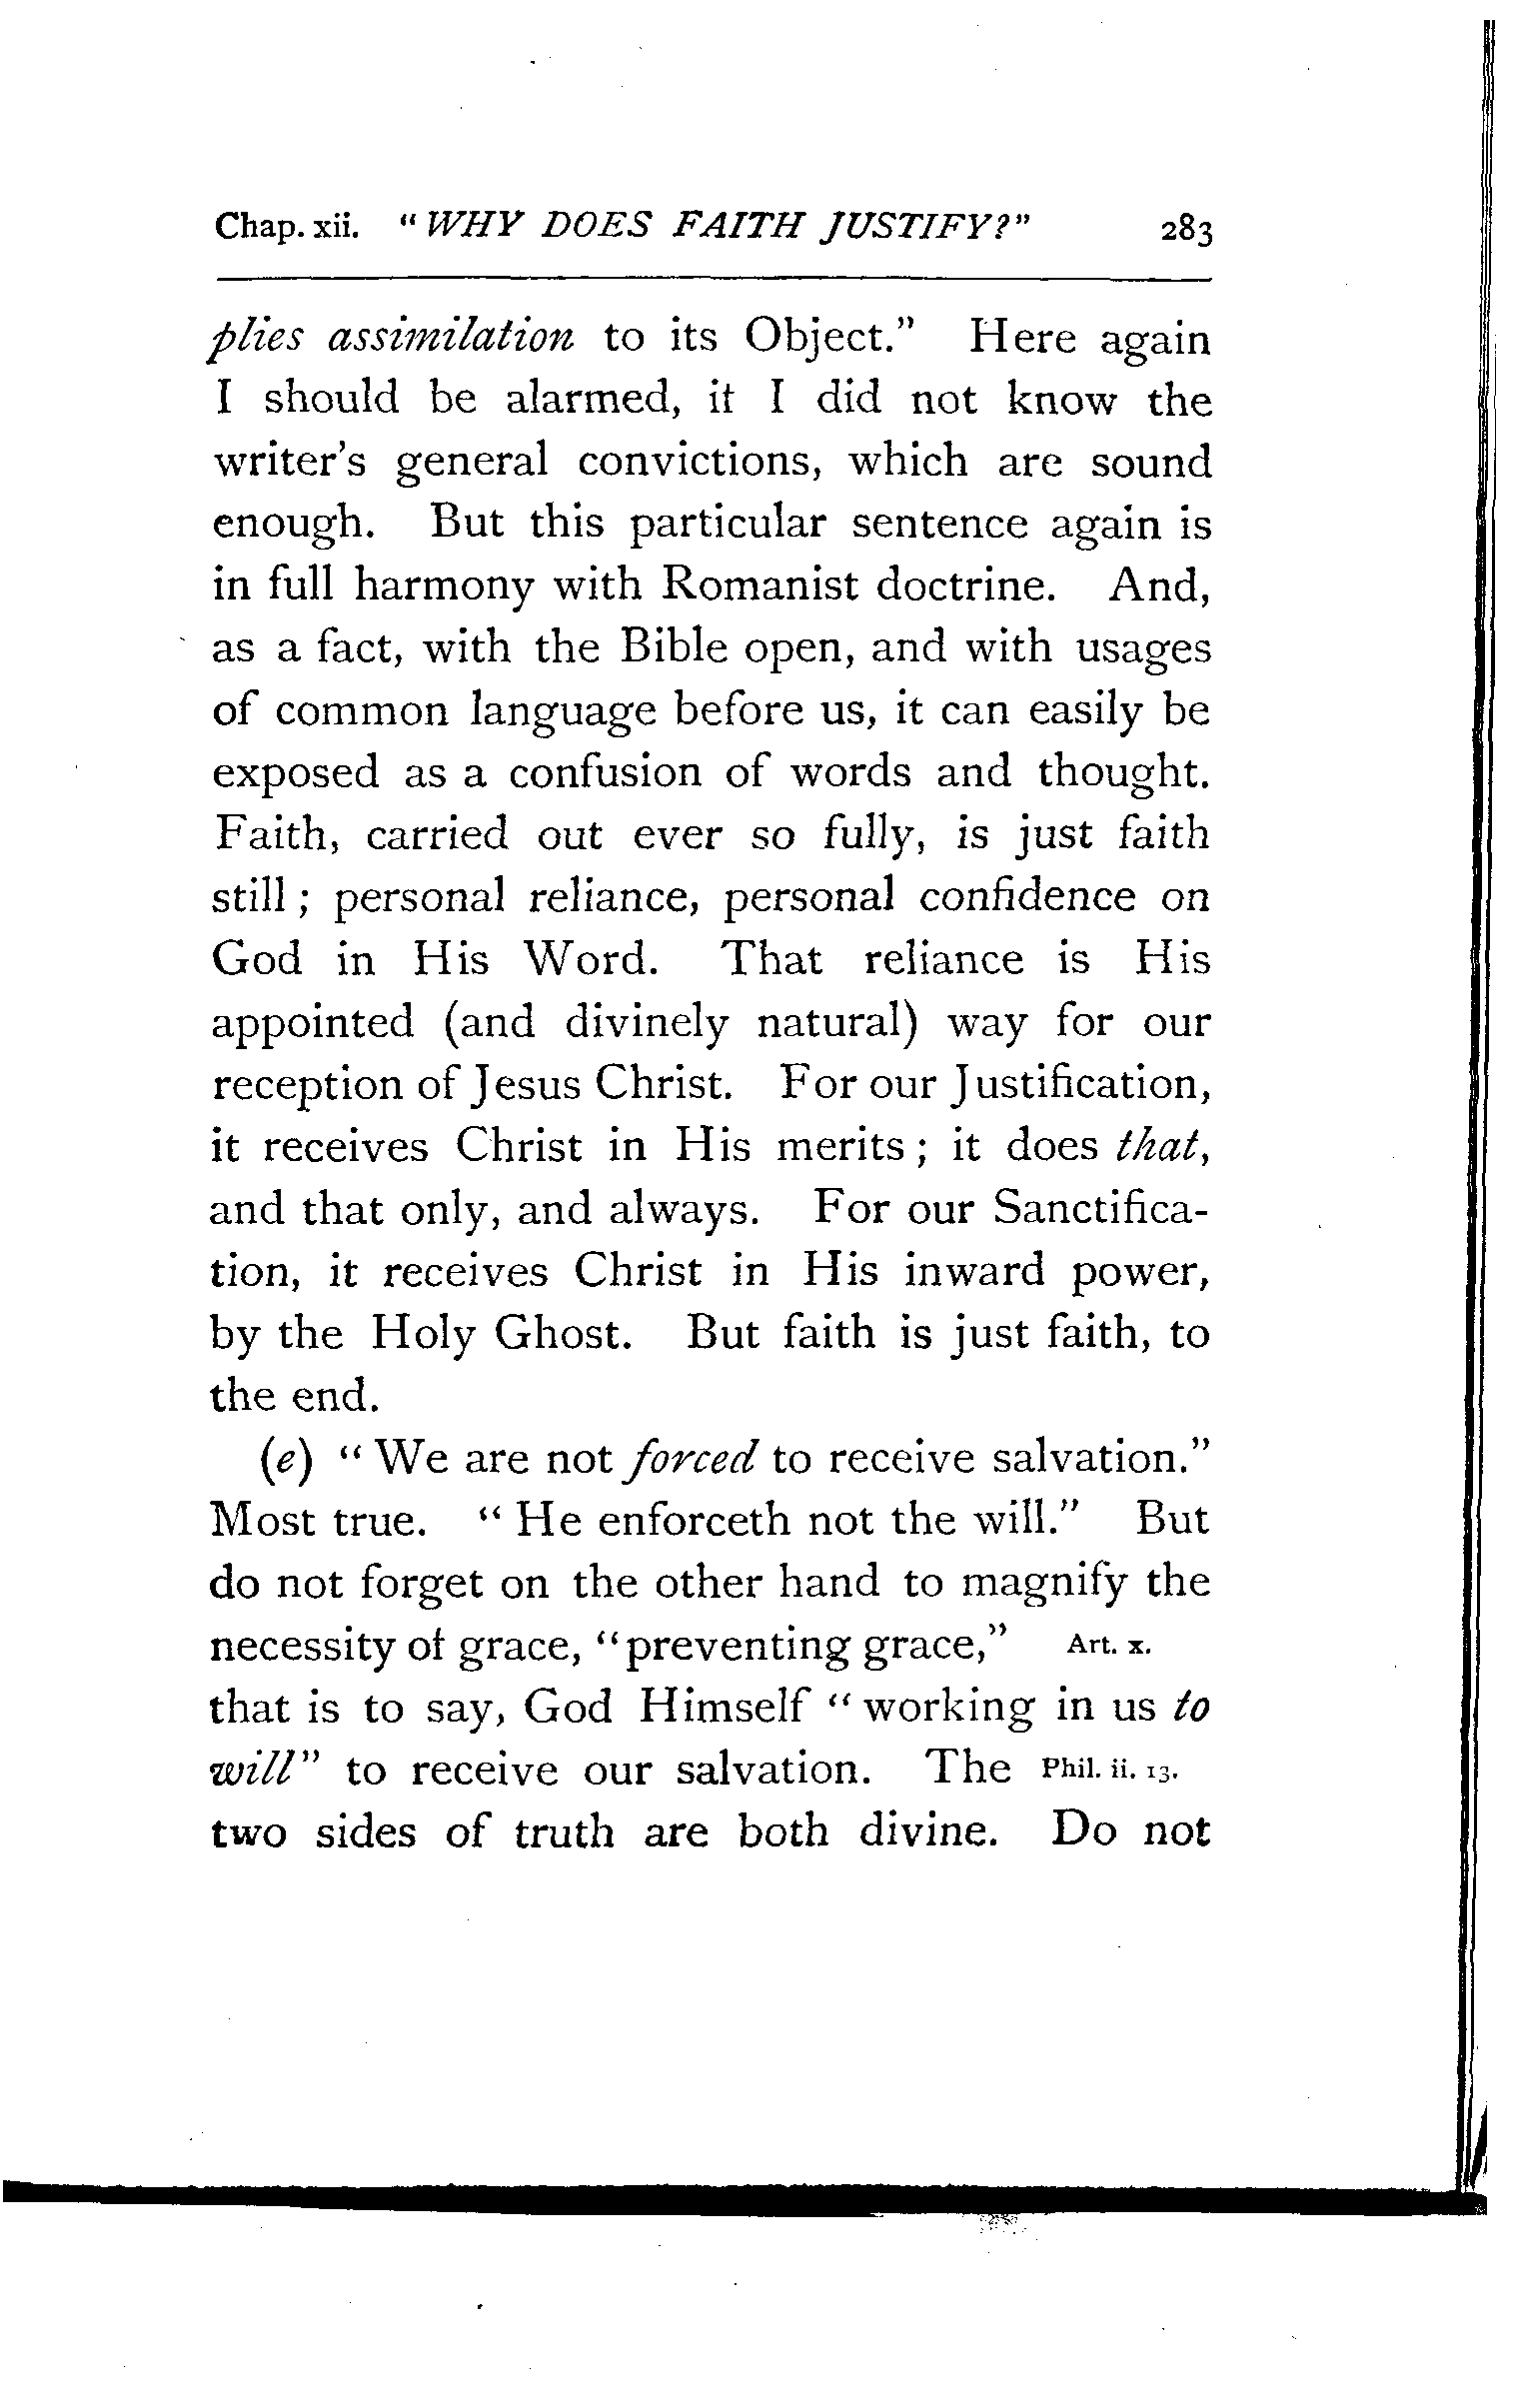 Chap. xii. "WHY DOES FAITH JUSTIFY?" 283
plies assimilation to its Object." Here again
I should be alarmed, if I did not know the
writer's general convictions, which are sound
enough. But this particular sentence again is
in full harmony with Romanist doctrine. And,
as a fact, with the Bible open, and with usages
of common language before us, it can easily be
exposed as a confusion of words and thought.
Faith, carried out ever so fully, is just faith
still; personal reliance, personal confidence on
God in His Word. That reliance is His
appointed (and divinely natural) way for our
reception of Jesus Christ. For our Justification,
it receives Christ in His merits; it does that,
and that only, and always. For our Sanctifica-
tion, it receives Christ in His inward power,
by the Holy Ghost. But faith is just faith, to
the end.
(e) "We are not forced to receive salvation."
Most true. "He enforceth not the will." But
do not forget on the other hand to magnify the
necessity of grace, "preventing grace," Art. x.
that is to say, God Himself "working in us to
will" to receive our salvation. The Phil. ii. 13.
two sides of truth are both divine. Do not